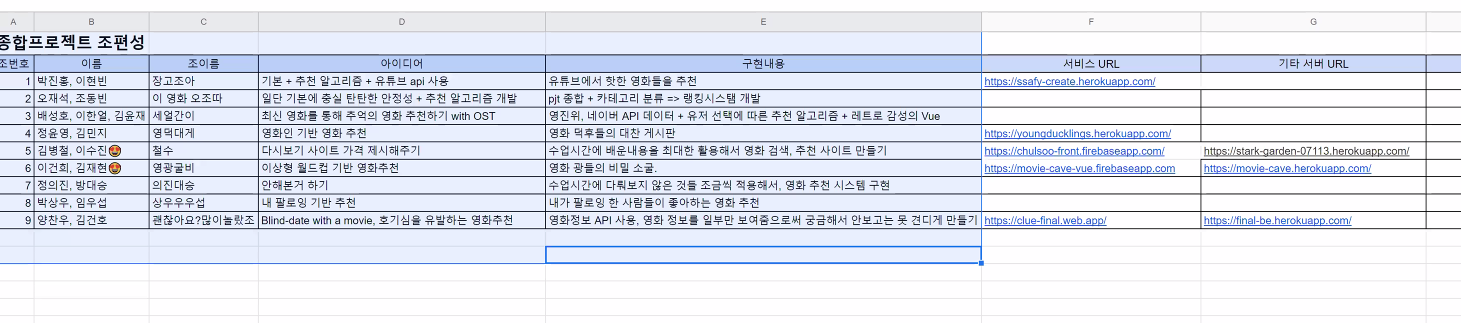 A B C D E F G
종합프로젝트 조편성
조번호 이름 조이름 아이디어 구현내용 서비스 URL 기타 서버 URL
1 박진홍, 이현빈 장고조아 기본 + 추천 알고리즘 + 유튜브 api 사용 유튜브에서 핫한 영화들을 추천 https://ssafy-create.herokuapp.com/
2 오재석, 조동빈 이 영화 오조따 일단 기본에 충실 탄탄한 안정성 + 추천 알고리즘 개발 pjt 종합 + 카테고리 분류 => 랭킹시스템 개발
3 배성호, 이한얼, 김윤재 세얼간이 최신 영화를 통해 추억의 영화 추천하기 with OST 영진위, 네이버 API 데이터 + 유저 선택에 따른 추천 알고리즘 + 레트로 감성의 Vue
4 정윤영, 김민지 영덕대게 영화인 기반 영화 추천 영화 덕후들의 대찬 게시판 https://youngducklings.herokuapp.com/
5 김병철, 이수진🤩 철수 다시보기 사이트 가격 제시해주기 수업시간에 배운내용을 최대한 활용해서 영화 검색, 추천 사이트 만들기 https://chulsoo-front.firebaseapp.com/ https://stark-garden-07113.herokuapp.com/
6 이건희, 김재현🤩 영광굴비 이상형 월드컵 기반 영화추천 영화 광들의 비밀 소굴. https://movie-cave-vue.firebaseapp.com https://movie-cave.herokuapp.com/
7 정의진, 방대승 의진대승 안해본거 하기 수업시간에 다뤄보지 않은 것들 조금씩 적용해서, 영화 추천 시스템 구현
8 박상우, 임우섭 상우우우섭 내 팔로잉 기반 추천 내가 팔로잉 한 사람들이 좋아하는 영화 추천
9 양찬우, 김건호 괜찮아요?많이놀랐조 Blind-date with a movie, 호기심을 유발하는 영화추천 영화정보 API 사용, 영화 정보를 일부만 보여줌으로써 궁금해서 안보고는 못 견디게 만들기 https://clue-final.web.app/ https://final-be.herokuapp.com/